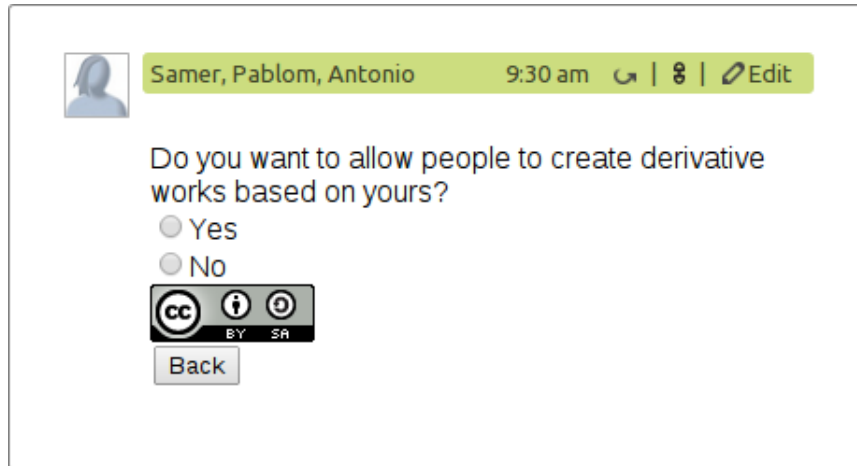 Samer, Pablom, Antonio 9:30 am | | Edit
Do you want to allow people to create derivative
works based on yours?
Yes
No
cc BY SA
Back